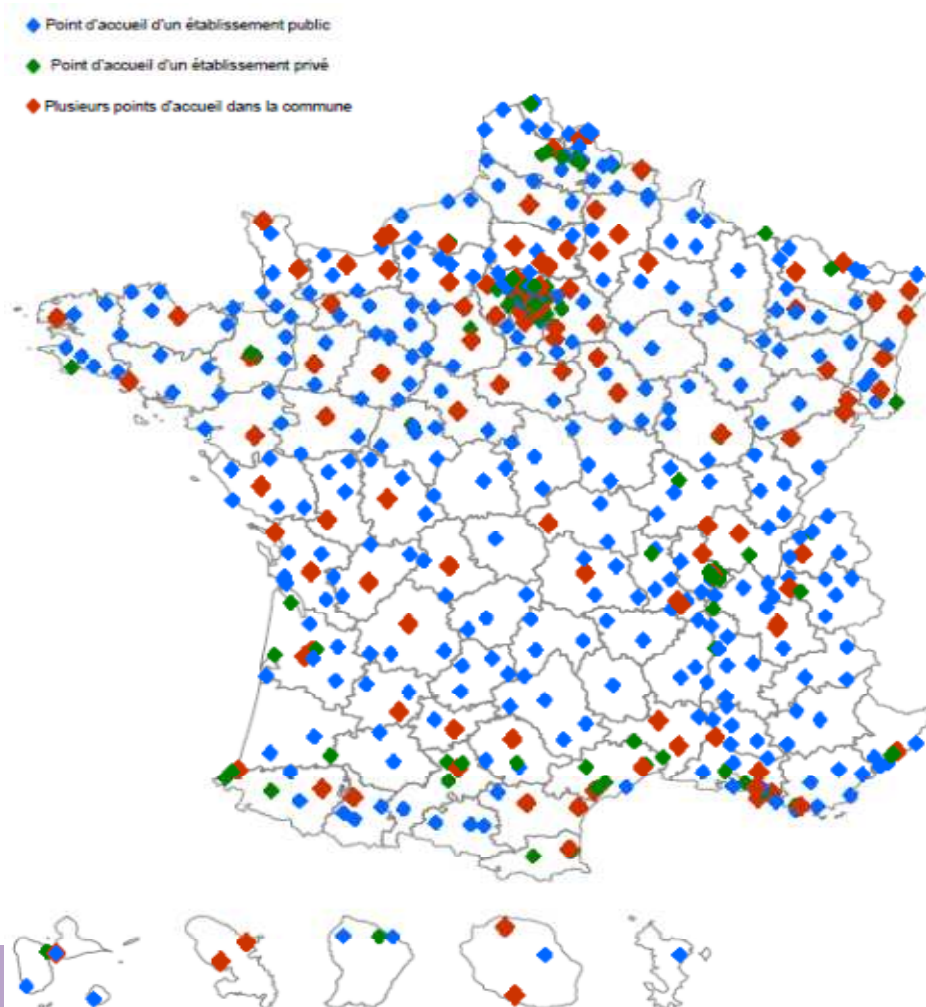 Point d'accueil d'un établissement public
Point d'accueil d'un établissement privé
Plusieurs points d'accueil dans la commune